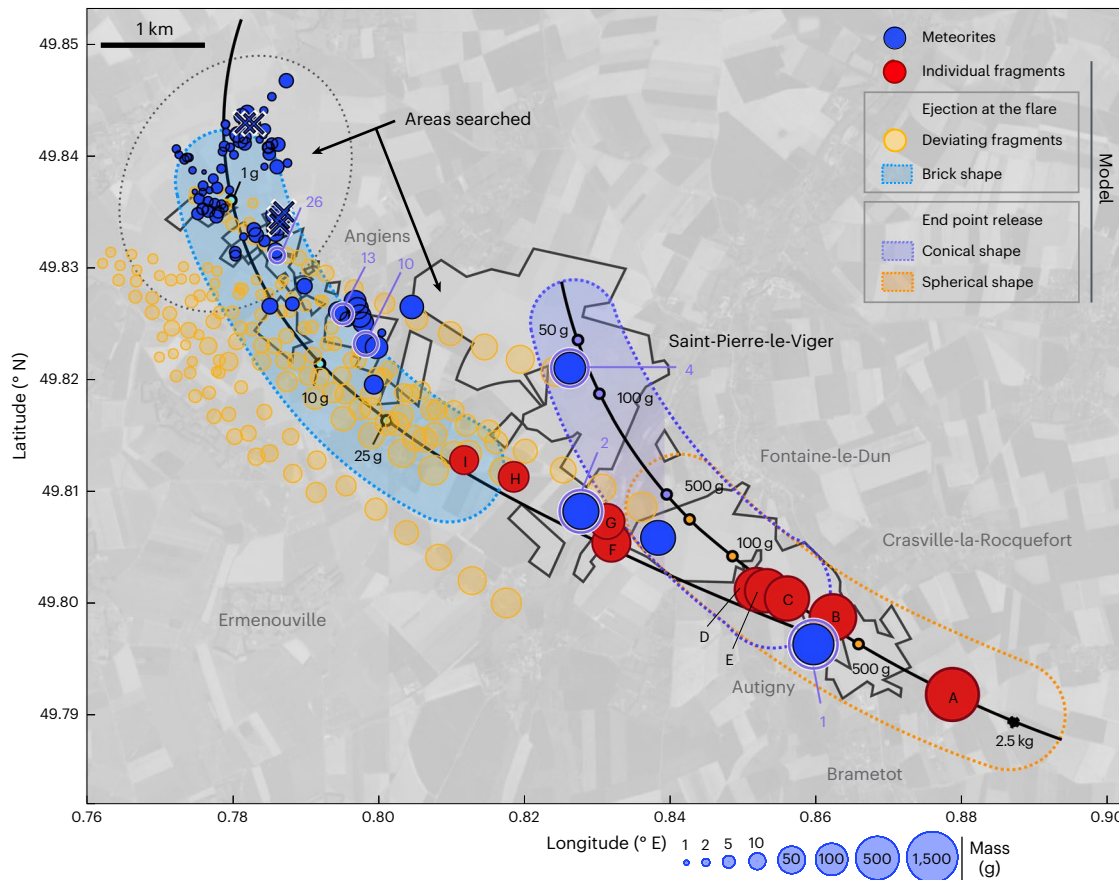 49.85
49.84
49.83
49.82
49.81
49.80
49.79
Latitude (° N)
1 km
Areas searched
1 g
26
Angiens
13
10
10 g
25 g
50 g
Saint-Pierre-le-Viger
4
100 g
2
500 g
Fontaine-le-Dun
100 g
Crasville-la-Rocquefort
I
H
G
F
D
E
C
B
A
500 g
Ermenouville
Autigny
1
2.5 kg
Brametot
Meteorites
Individual fragments
Ejection at the flare
Deviating fragments
Brick shape
End point release
Conical shape
Spherical shape
Model
0.76
0.78
0.80
0.82
0.84
0.86
0.88
0.90
Longitude (° E)
1
2
5
10
50
100
500
1,500
Mass
(g)